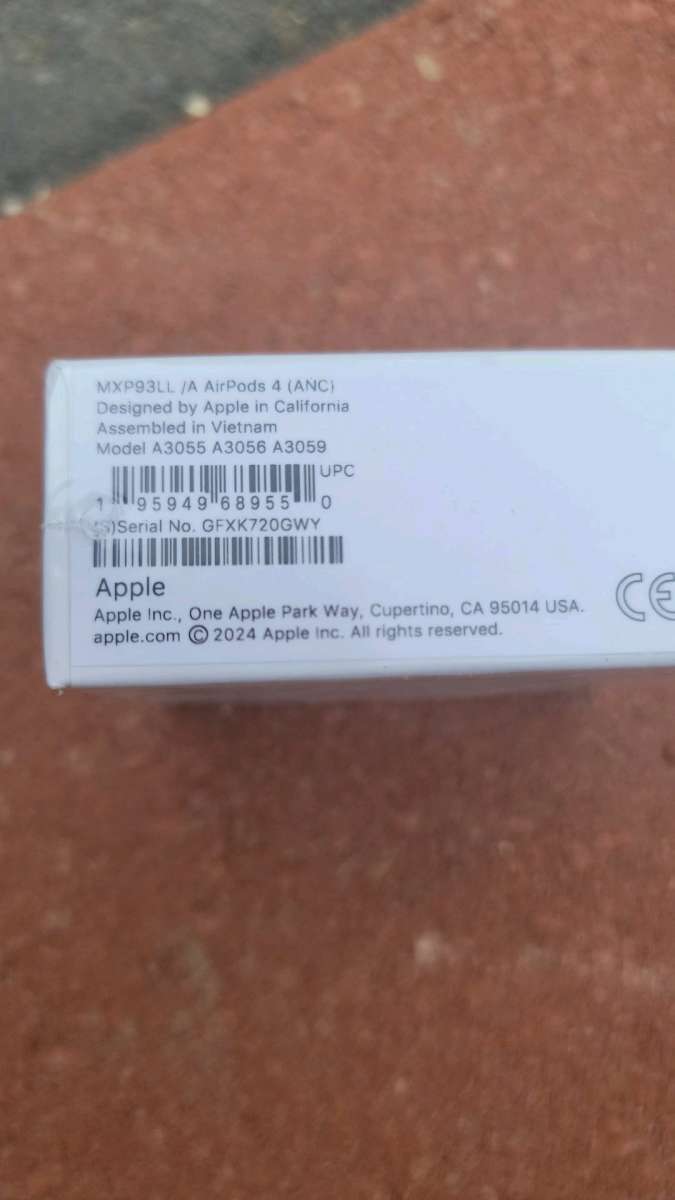 MXP93LL /A AirPods 4 (ANC)
Designed by Apple in California
Assembled in Vietnam
Model A3055 A3056 A3059
UPC
1 95949 68955 0
(S)Serial No. GFXK720GWY
Apple
Apple Inc., One Apple Park Way, Cupertino, CA 95014 USA.
apple.com © 2024 Apple Inc. All rights reserved.
CE